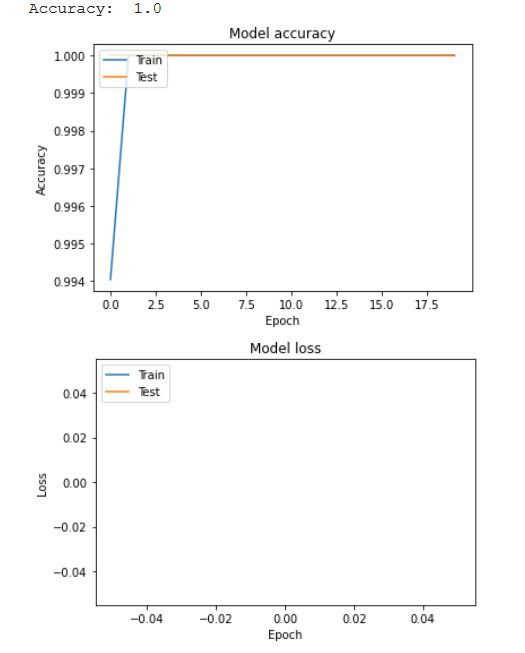 Accuracy:  1.0
Model accuracy
Train
Test
1.000
0.999
0.998
0.997
0.996
0.995
0.994
Accuracy
0.0 2.5 5.0 7.5 10.0 12.5 15.0 17.5
Epoch
Model loss
Train
Test
0.04
0.02
0.00
−0.02
−0.04
Loss
−0.04 −0.02 0.00 0.02 0.04
Epoch